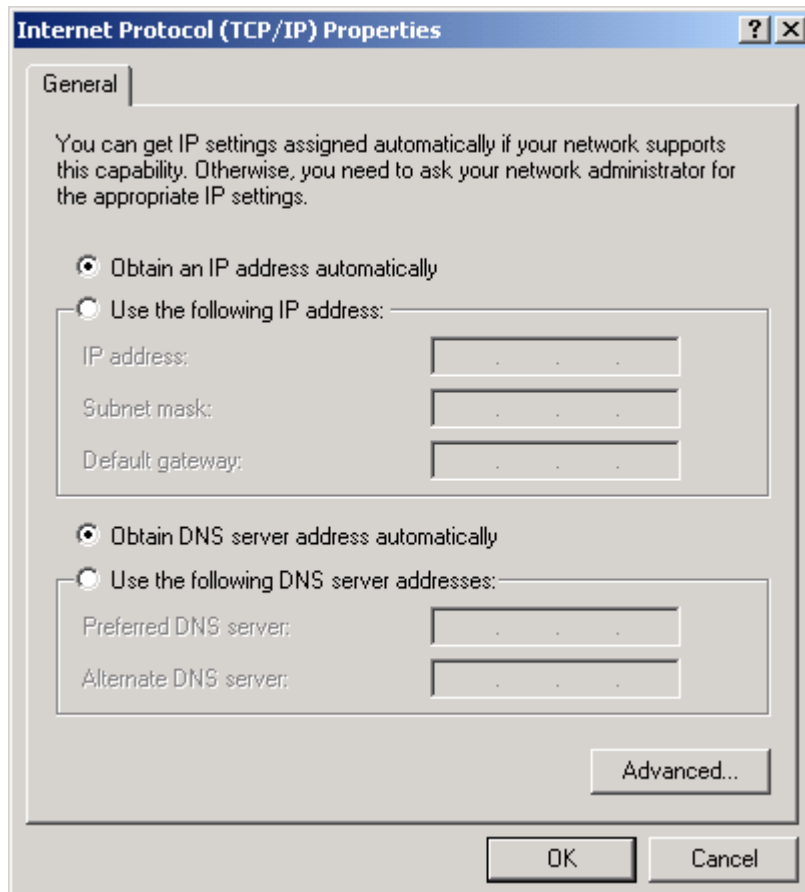 Internet Protocol (TCP/IP) Properties
General
You can get IP settings assigned automatically if your network supports
this capability. Otherwise, you need to ask your network administrator for
the appropriate IP settings.
Obtain an IP address automatically
Use the following IP address:
IP address:
Subnet mask:
Default gateway:
Obtain DNS server address automatically
Use the following DNS server addresses:
Preferred DNS server:
Alternate DNS server:
Advanced...
OK
Cancel